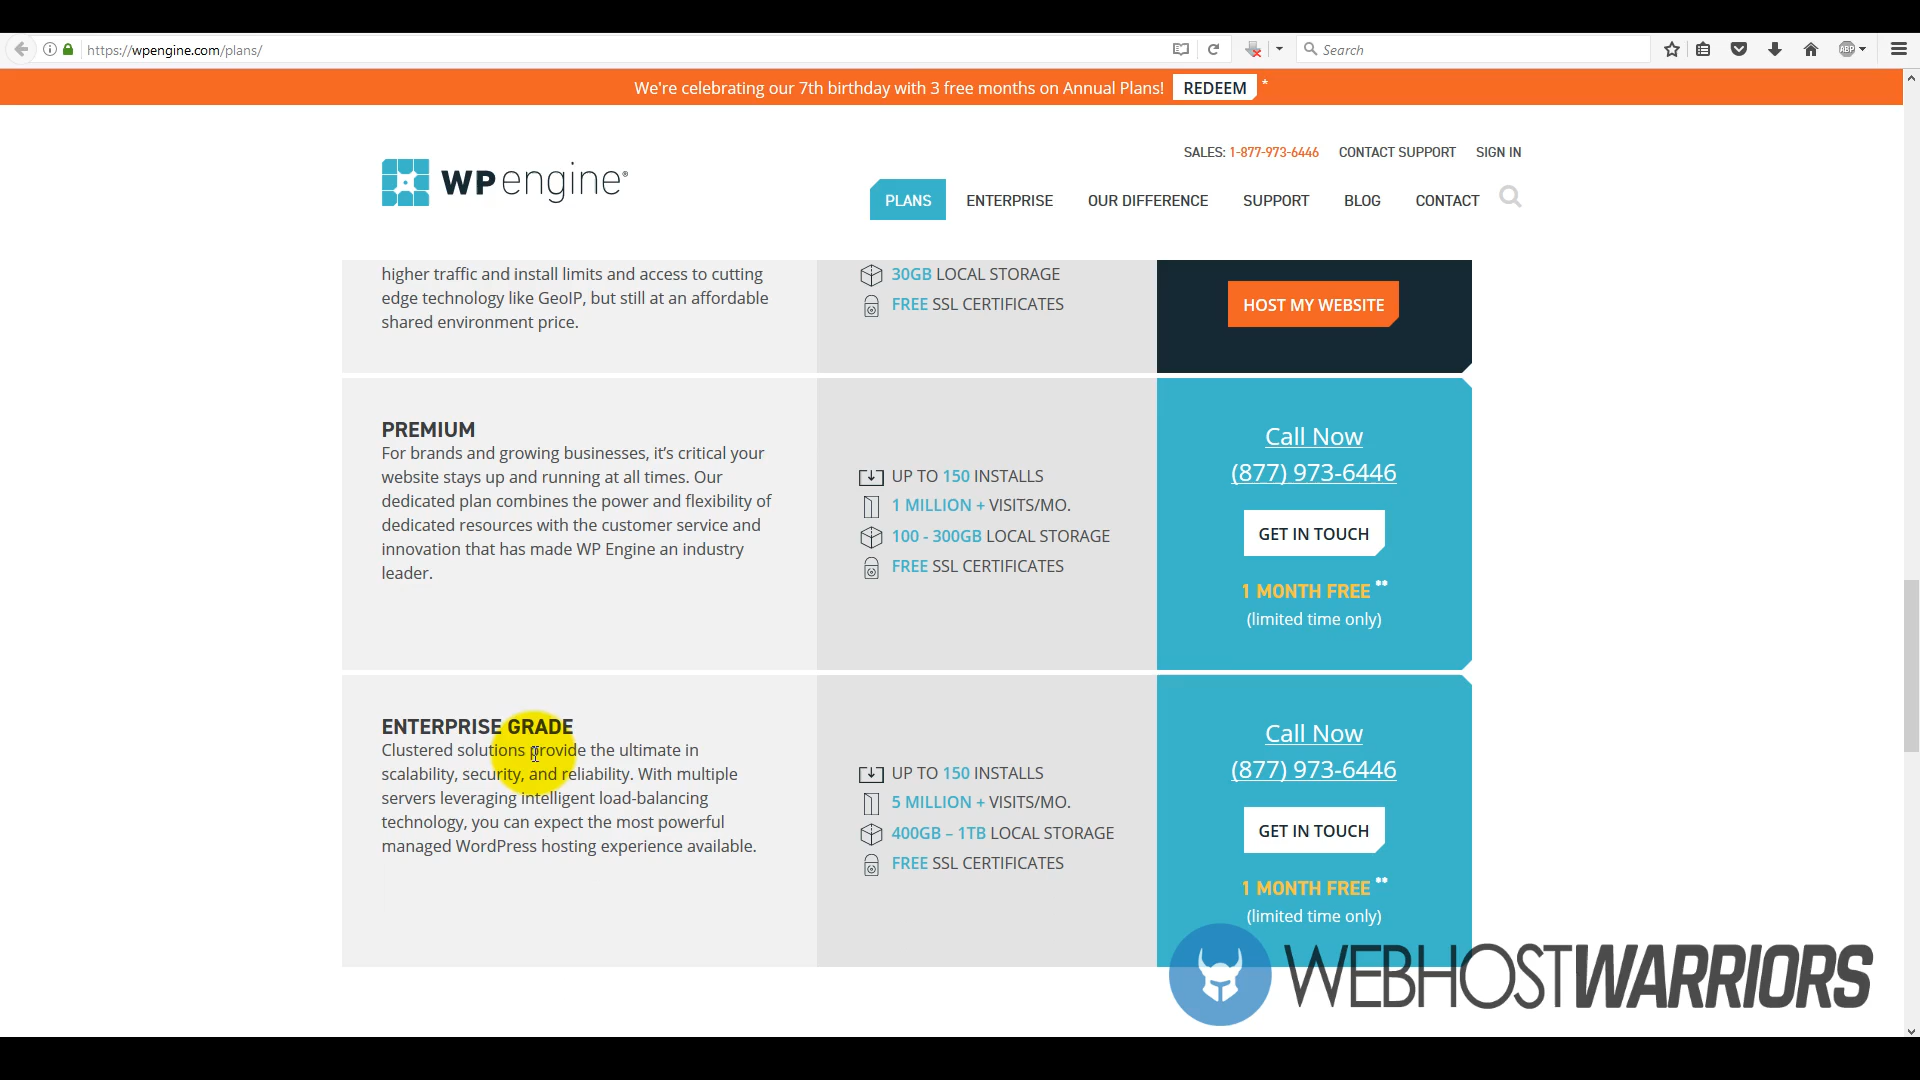 https://wpengine.com/plans/
Search
ABP
We're celebrating our 7th birthday with 3 free months on Annual Plans! REDEEM *
SALES: 1-877-973-6446 CONTACT SUPPORT SIGN IN
WP engine®
PLANS ENTERPRISE OUR DIFFERENCE SUPPORT BLOG CONTACT
higher traffic and install limits and access to cutting
edge technology like GeoIP, but still at an affordable
shared environment price.
30GB LOCAL STORAGE
FREE SSL CERTIFICATES
HOST MY WEBSITE
PREMIUM
For brands and growing businesses, it’s critical your
website stays up and running at all times. Our
dedicated plan combines the power and flexibility of
dedicated resources with the customer service and
innovation that has made WP Engine an industry
leader.
UP TO 150 INSTALLS
1 MILLION + VISITS/MO.
100 - 300GB LOCAL STORAGE
FREE SSL CERTIFICATES
Call Now
(877) 973-6446
GET IN TOUCH
1 MONTH FREE **
(limited time only)
ENTERPRISE GRADE
Clustered solutions provide the ultimate in
scalability, security, and reliability. With multiple
servers leveraging intelligent load-balancing
technology, you can expect the most powerful
managed WordPress hosting experience available.
UP TO 150 INSTALLS
5 MILLION + VISITS/MO.
400GB – 1TB LOCAL STORAGE
FREE SSL CERTIFICATES
Call Now
(877) 973-6446
GET IN TOUCH
1 MONTH FREE **
(limited time only)
WEBHOSTWARRIORS